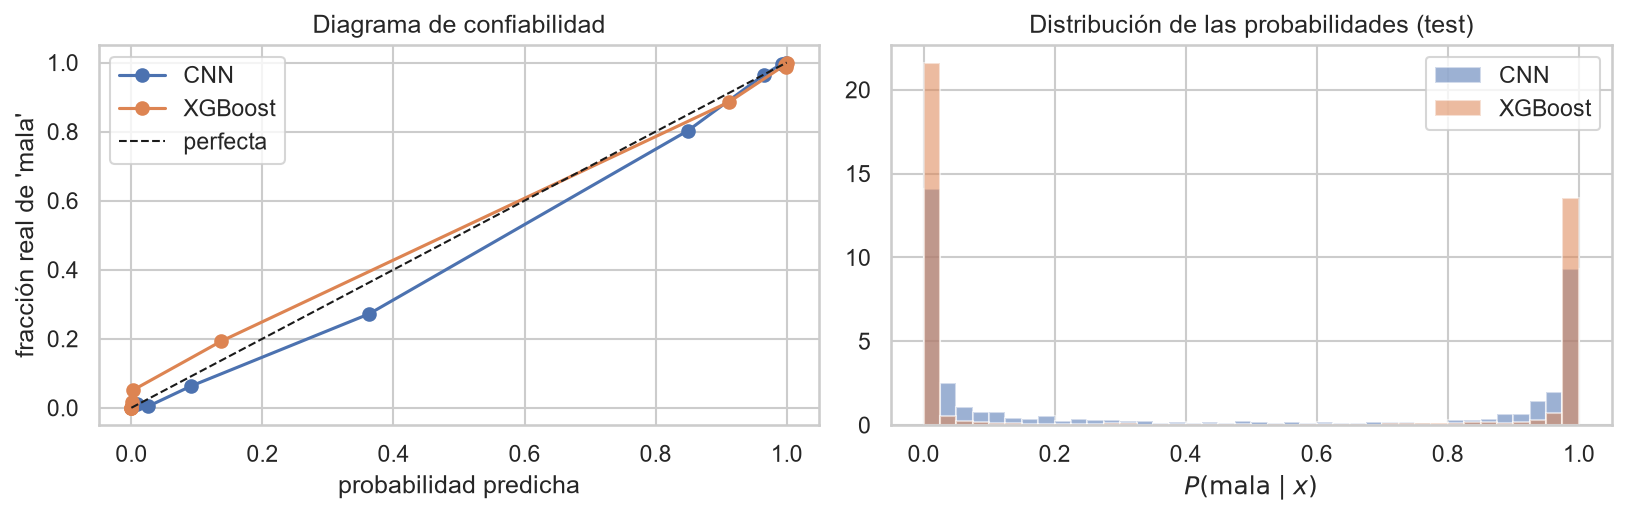 Diagrama de confiabilidad
CNN
XGBoost
perfecta
1.0
0.8
0.6
0.4
0.2
0.0
fracción real de 'mala'
0.0 0.2 0.4 0.6 0.8 1.0
probabilidad predicha
Distribución de las probabilidades (test)
CNN
XGBoost
20
15
10
5
0
0.0 0.2 0.4 0.6 0.8 1.0
P(mala | x)